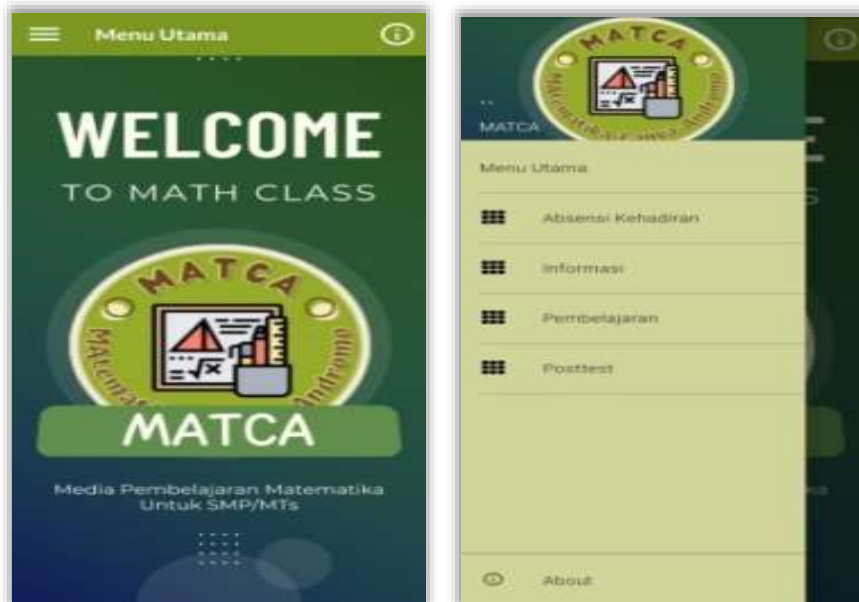 Menu Utama
WELCOME
TO MATH CLASS
MATCA
MATCA
Media Pembelajaran Matematika
Untuk SMP/MTs
MATCA
MATCA
Menu Utama
Absensi Kehadiran
Informasi
Pembelajaran
Posttest
About